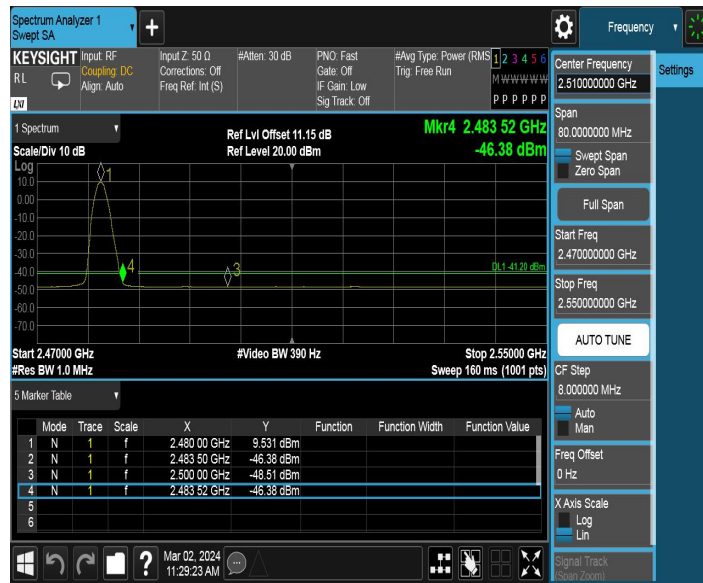 Spectrum Analyzer 1
Swept SA
+
Frequency
KEYSIGHT
RL
LXI
Input: RF
Coupling: DC
Align: Auto
Input Z: 50 Ω
Corrections: Off
Freq Ref: Int (S)
#Atten: 30 dB
PNO: Fast
Gate: Off
IF Gain: Low
Sig Track: Off
#Avg Type: Power (RMS
Trig: Free Run
1 2 3 4 5 6
M W W W W W
P P P P P P
Center Frequency
2.510000000 GHz
Settings
Span
80.0000000 MHz
Swept Span
Zero Span
Full Span
Start Freq
2.470000000 GHz
Stop Freq
2.550000000 GHz
AUTO TUNE
CF Step
8.000000 MHz
Auto
Man
Freq Offset
0 Hz
X Axis Scale
Log
Lin
Signal Track
(Span Zoom)
1 Spectrum
Scale/Div 10 dB
Ref Lvl Offset 11.15 dB
Ref Level 20.00 dBm
Mkr4 2.483 52 GHz
-46.38 dBm
Log
10.0
0.00
-10.0
-20.0
-30.0
-40.0
-50.0
-60.0
-70.0
1
4
3
DL1 -41.20 dBm
Start 2.47000 GHz
#Res BW 1.0 MHz
#Video BW 390 Hz
Stop 2.55000 GHz
Sweep 160 ms (1001 pts)
5 Marker Table
Mode Trace Scale X Y Function Function Width Function Value
1 N 1 f 2.480 00 GHz 9.531 dBm
2 N 1 f 2.483 50 GHz -46.38 dBm
3 N 1 f 2.500 00 GHz -48.51 dBm
4 N 1 f 2.483 52 GHz -46.38 dBm
5
6
?
Mar 02, 2024
11:29:23 AM